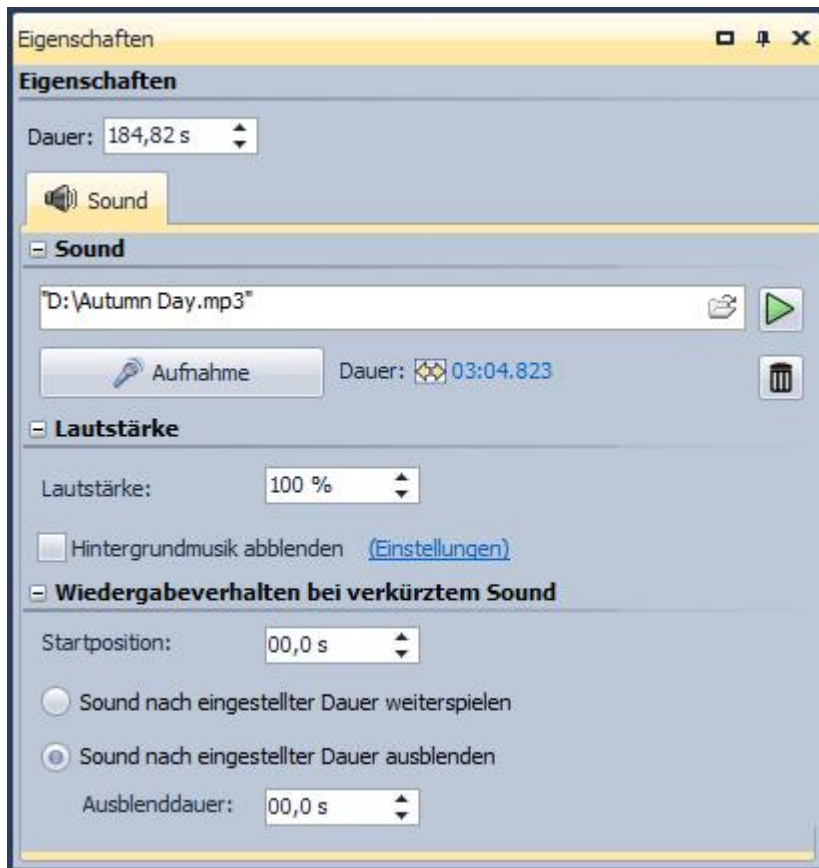 Eigenschaften
Eigenschaften
Dauer: 184,82 s
Sound
Sound
"D:\Autumn Day.mp3"
Aufnahme Dauer: 03:04.823
Lautstärke
Lautstärke: 100 %
Hintergrundmusik abblenden (Einstellungen)
Wiedergabeverhalten bei verkürztem Sound
Startposition: 00,0 s
Sound nach eingestellter Dauer weiterspielen
Sound nach eingestellter Dauer ausblenden
Ausblenddauer: 00,0 s